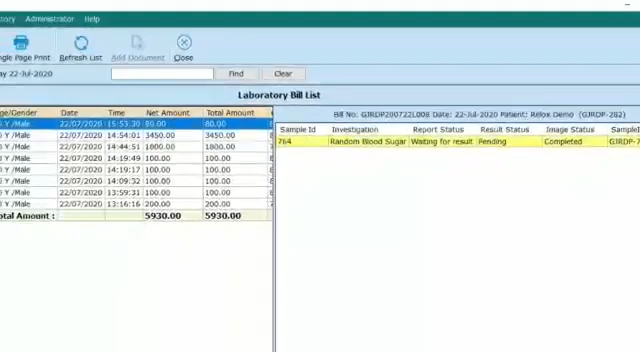 Administrator Help
Page Print Refresh List Add Document Close
22-Jul-2020 Find Clear
Laboratory Bill List
Date Time Net Amount Total Amount
Y /Male 22/07/2020 80.00 80.00
Y /Male 22/07/2020 14:54:01 3450.00 3450.00
Y /Male 22/07/2020 14:44:51 1800.00 1800.00
Y /Male 22/07/2020 14:19:49 100.00 100.00
Y /Male 22/07/2020 14:19:17 100.00 100.00
Y /Male 22/07/2020 14:09:32 100.00 100.00
Y /Male 22/07/2020 13:59:31 100.00 100.00
Y /Male 22/07/2020 13:16:16 200.00 200.00
Amount : 5930.00 5930.00
Bill No: GJRDP200722L008 Date: 22-Jul-2020 Patient: Relox Demo (GJRDP-282)
Sample Id Investigation Report Status Result Status Image Status
764 Random Blood Sugar Waiting for result Pending Completed